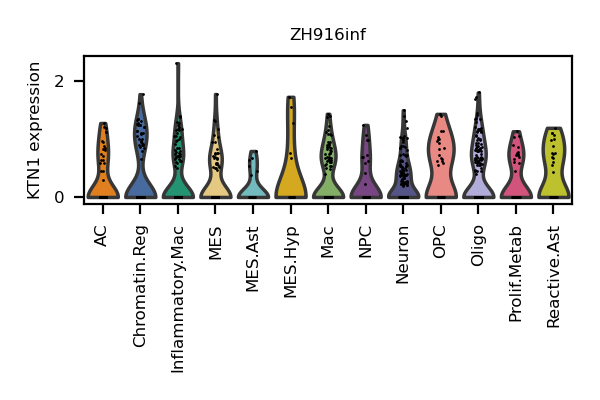 ZH916inf
KTN1 expression
2
0
AC
Chromatin.Reg
Inflammatory.Mac
MES
MES.Ast
MES.Hyp
Mac
NPC
Neuron
OPC
Oligo
Prolif.Metab
Reactive.Ast